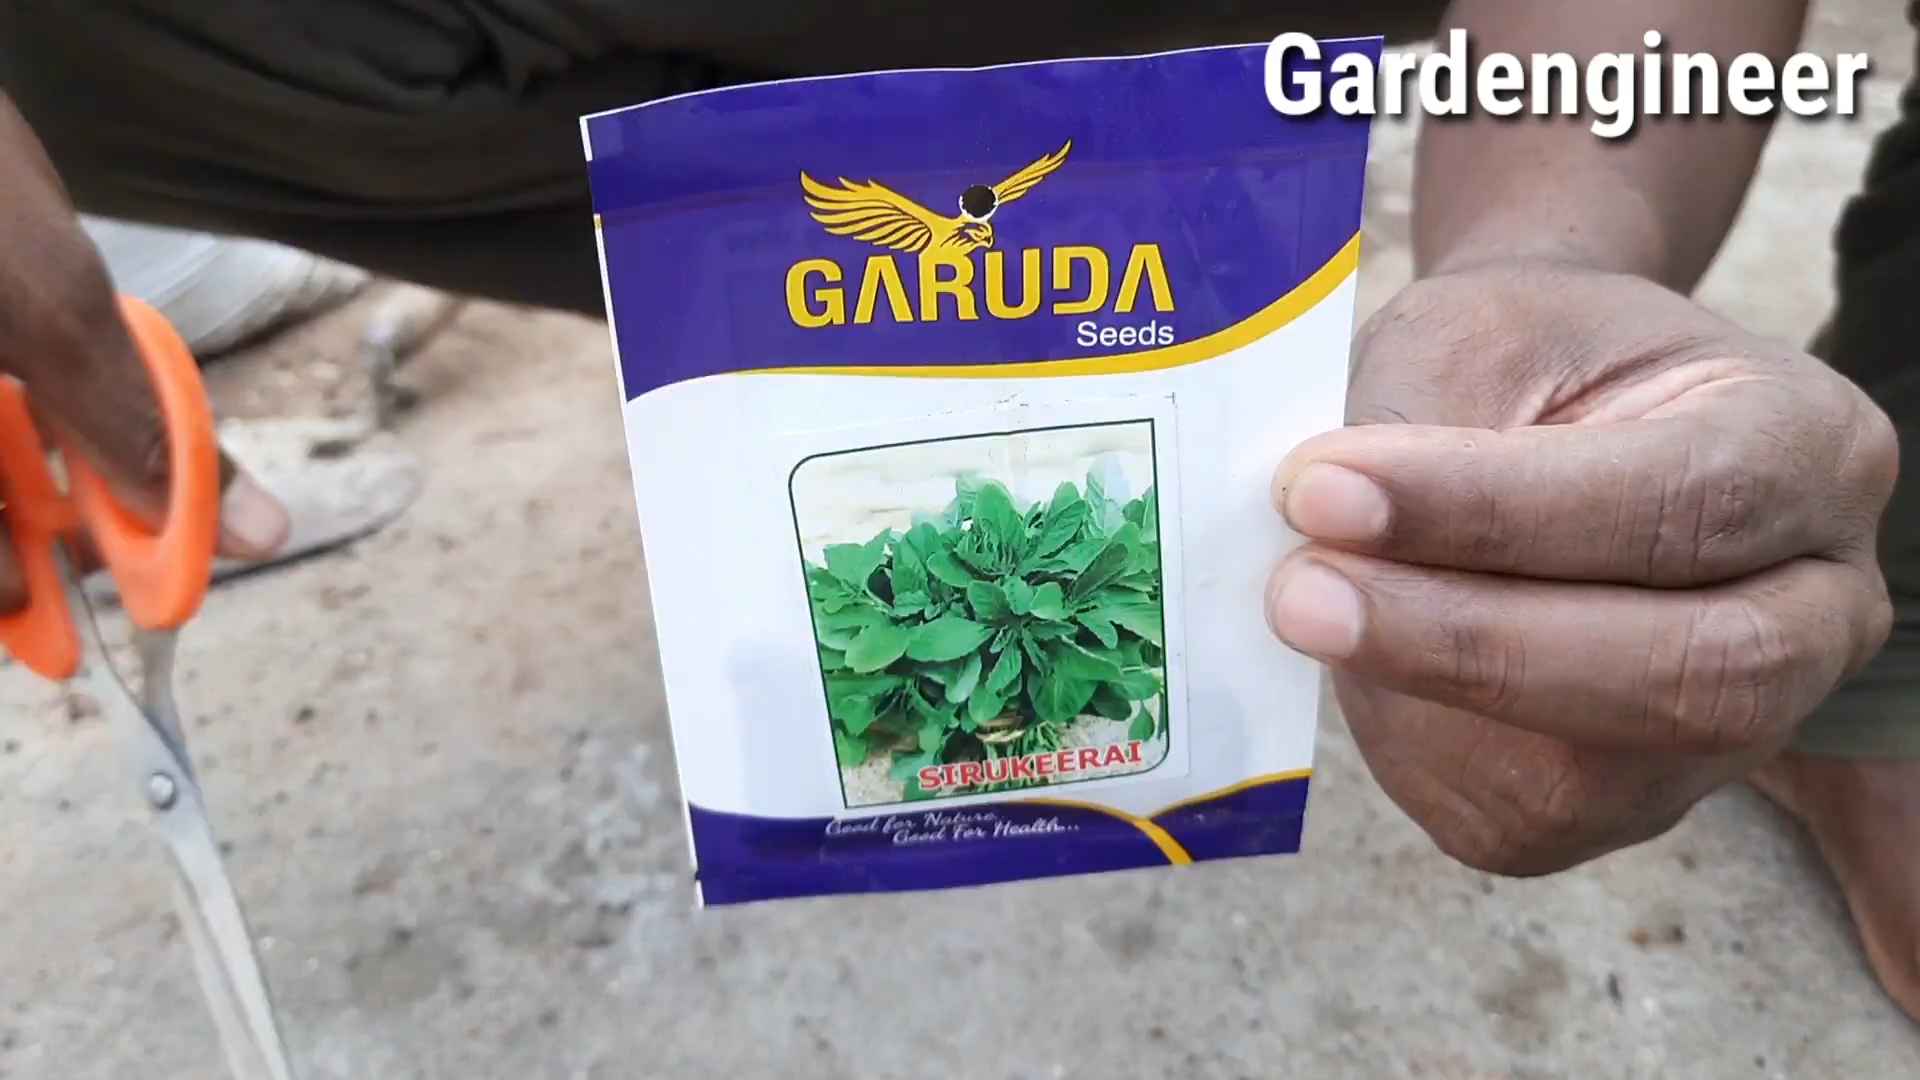 Gardengineer
GARUDA
Seeds
SIRUKEERAI
Good for Nature..
Good For Health...